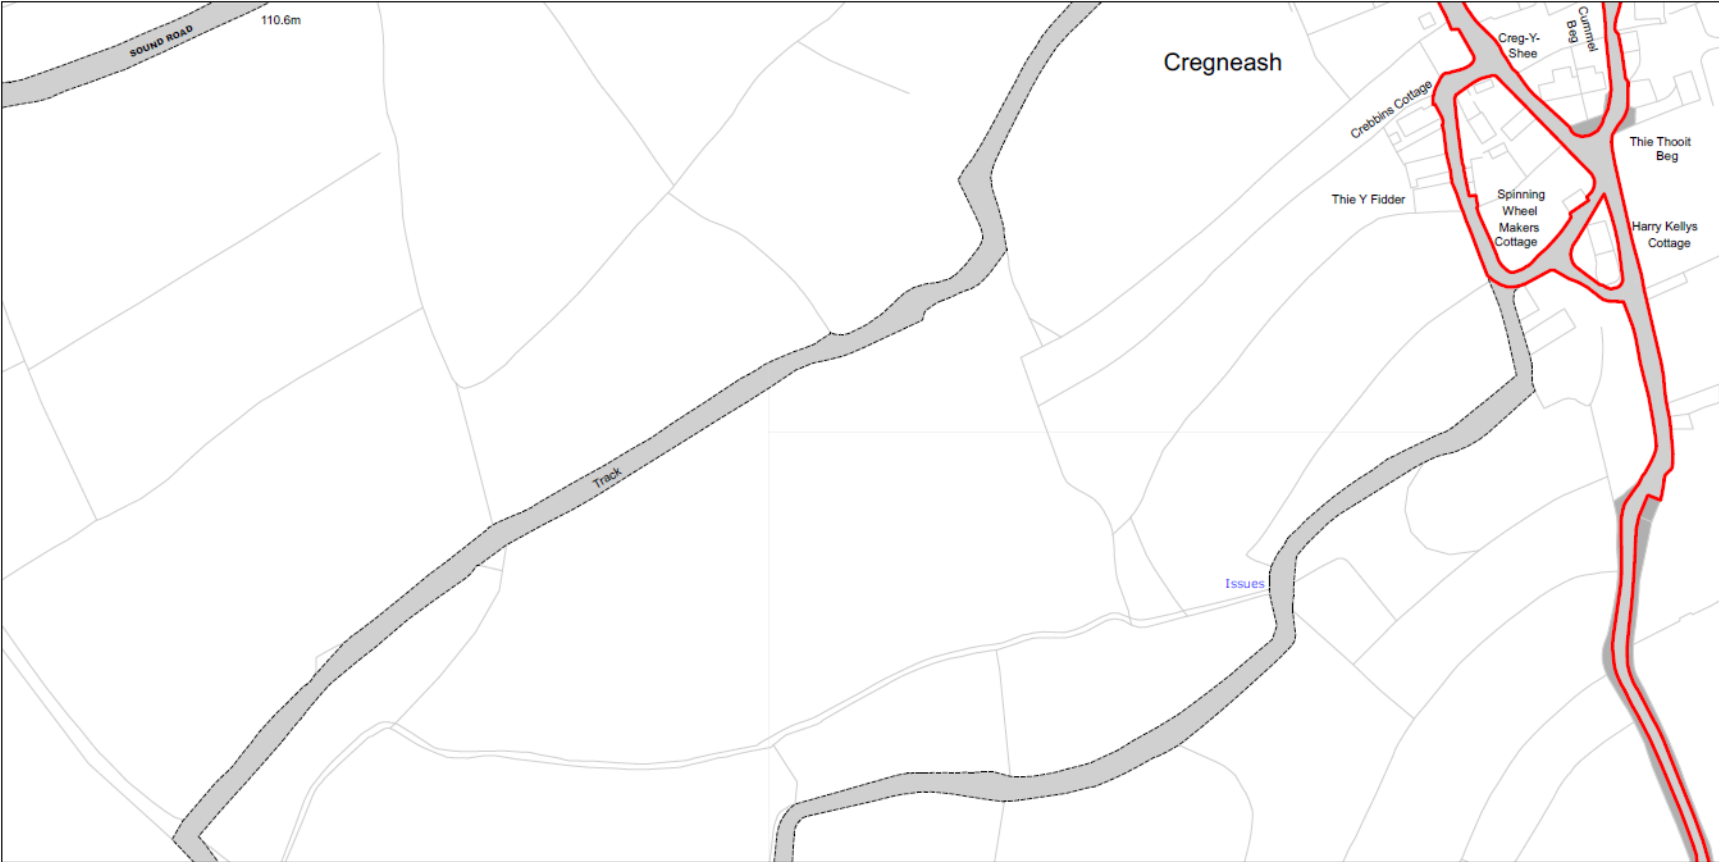 SOUND ROAD
110.6m
Cregneash
Creg-Y-
Shee
Cummel
Beg
Crebbins Cottage
Thie Thooit
Beg
Thie Y Fidder
Spinning
Wheel
Makers
Cottage
Harry Kellys
Cottage
Track
Issues